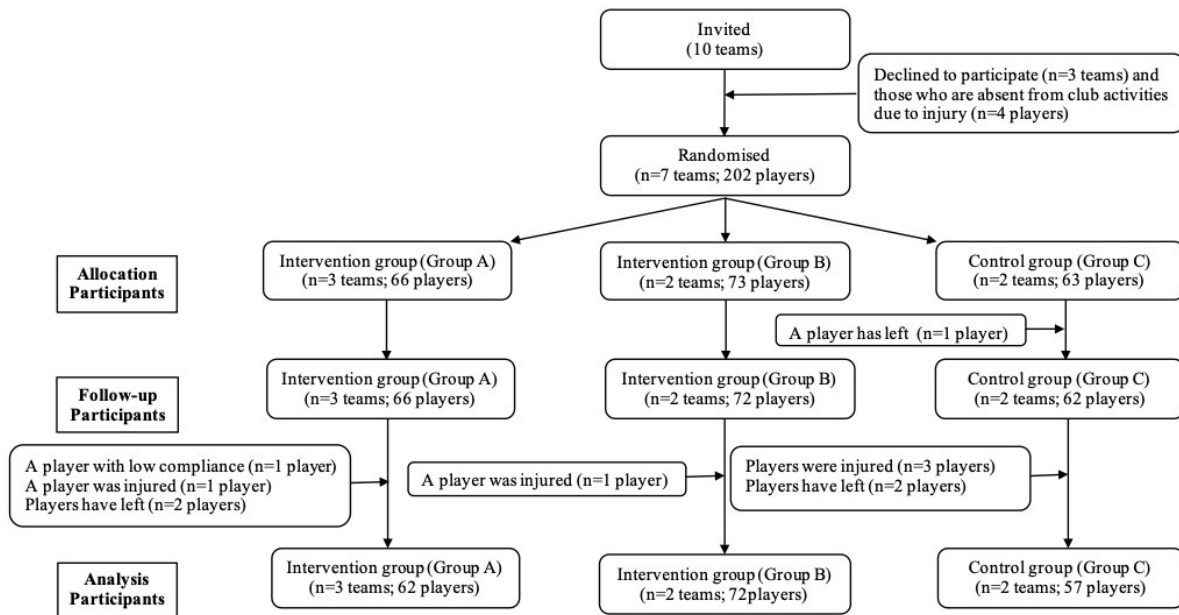 Invited
(10 teams)
Declined to participate (n=3 teams) and
those who are absent from club activities
due to injury (n=4 players)
Randomised
(n=7 teams; 202 players)
Allocation
Participants
Intervention group (Group A)
(n=3 teams; 66 players)
Intervention group (Group B)
(n=2 teams; 73 players)
Control group (Group C)
(n=2 teams; 63 players)
A player has left (n=1 player)
Follow-up
Participants
Intervention group (Group A)
(n=3 teams; 66 players)
Intervention group (Group B)
(n=2 teams; 72 players)
Control group (Group C)
(n=2 teams; 62 players)
A player with low compliance (n=1 player)
A player was injured (n=1 player)
Players have left (n=2 players)
A player was injured (n=1 player)
Players were injured (n=3 players)
Players have left (n=2 players)
Analysis
Participants
Intervention group (Group A)
(n=3 teams; 62 players)
Intervention group (Group B)
(n=2 teams; 72players)
Control group (Group C)
(n=2 teams; 57 players)